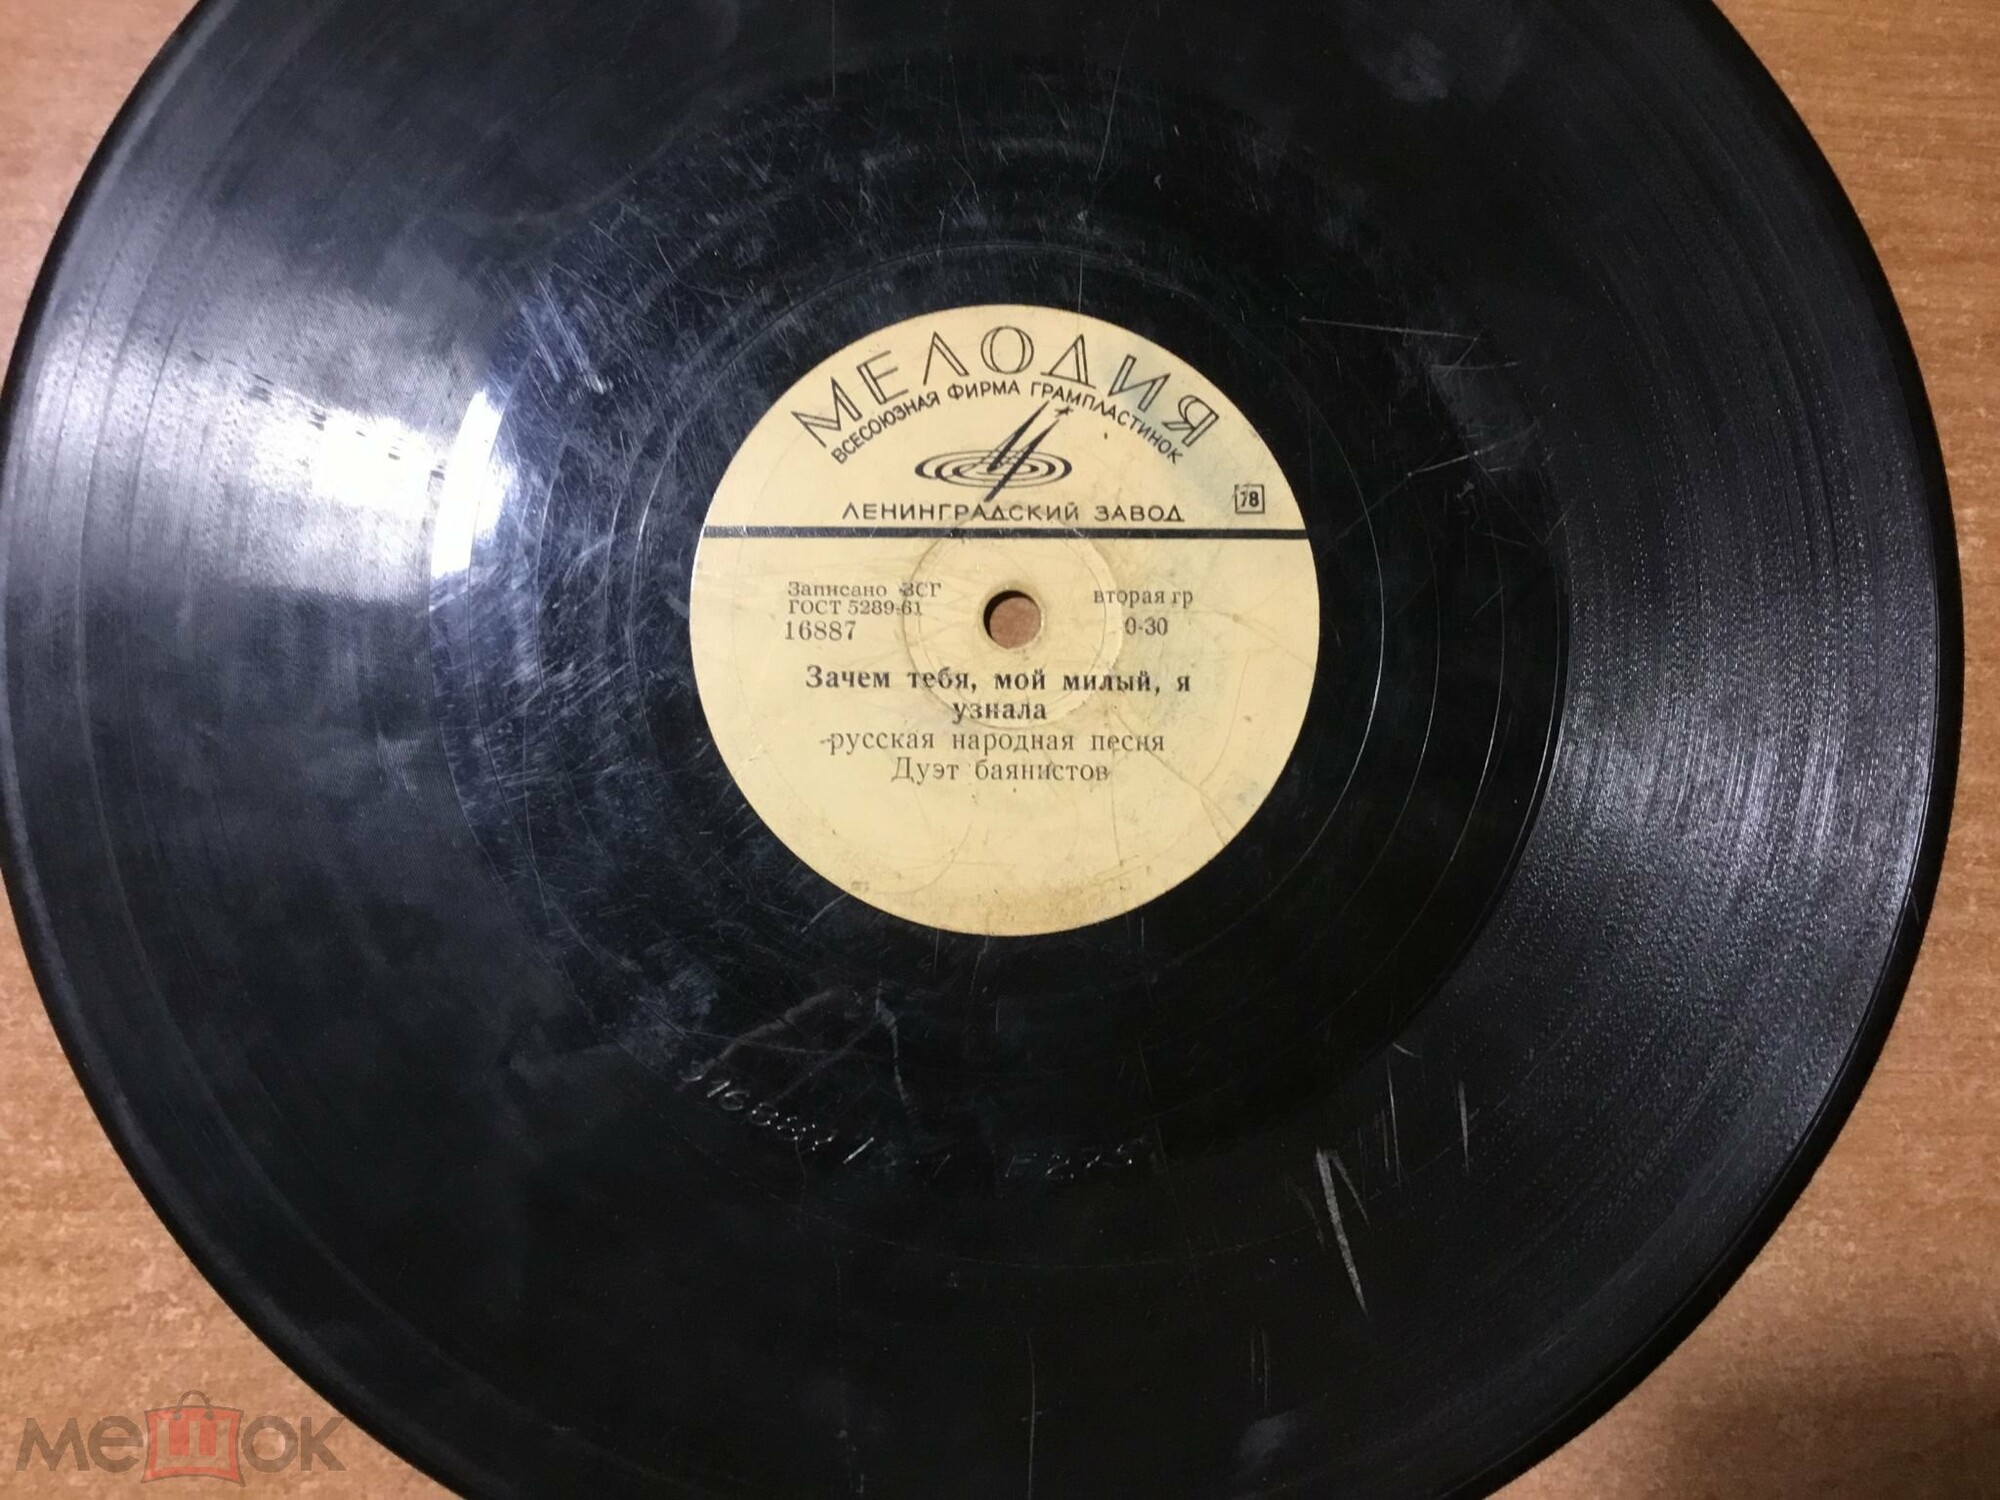 МЕЛОДИЯ
ВСЕСОЮЗНАЯ ФИРМА ГРАМПЛАСТИНОК
ЛЕНИНГРАДСКИЙ ЗАВОД
78
Записано ЗСГ
ГОСТ 5289-61
16887
вторая гр
0-30
Зачем тебя, мой милый, я
узнала
-русская народная песня
Дуэт баянистов
мешок